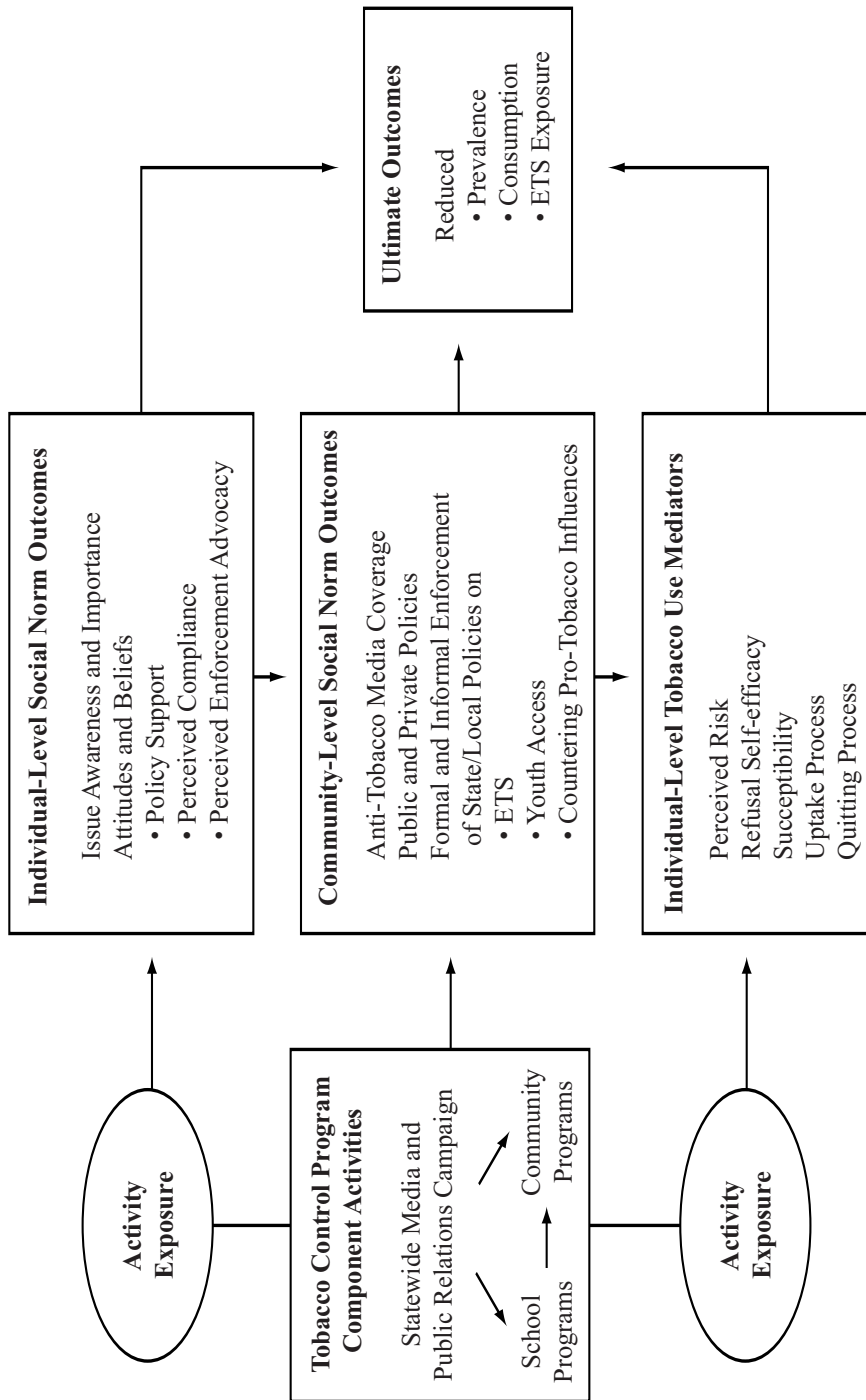 Activity
Exposure
Tobacco Control Program
Component Activities
Statewide Media and
Public Relations Campaign
School
Programs
Community
Programs
Activity
Exposure
Individual-Level Social Norm Outcomes
Issue Awareness and Importance
Attitudes and Beliefs
• Policy Support
• Perceived Compliance
• Perceived Enforcement Advocacy
Community-Level Social Norm Outcomes
Anti-Tobacco Media Coverage
Public and Private Policies
Formal and Informal Enforcement
of State/Local Policies on
• ETS
• Youth Access
• Countering Pro-Tobacco Influences
Individual-Level Tobacco Use Mediators
Perceived Risk
Refusal Self-efficacy
Succeptibility
Uptake Process
Quitting Process
Ultimate Outcomes
Reduced
• Prevalence
• Consumption
• ETS Exposure